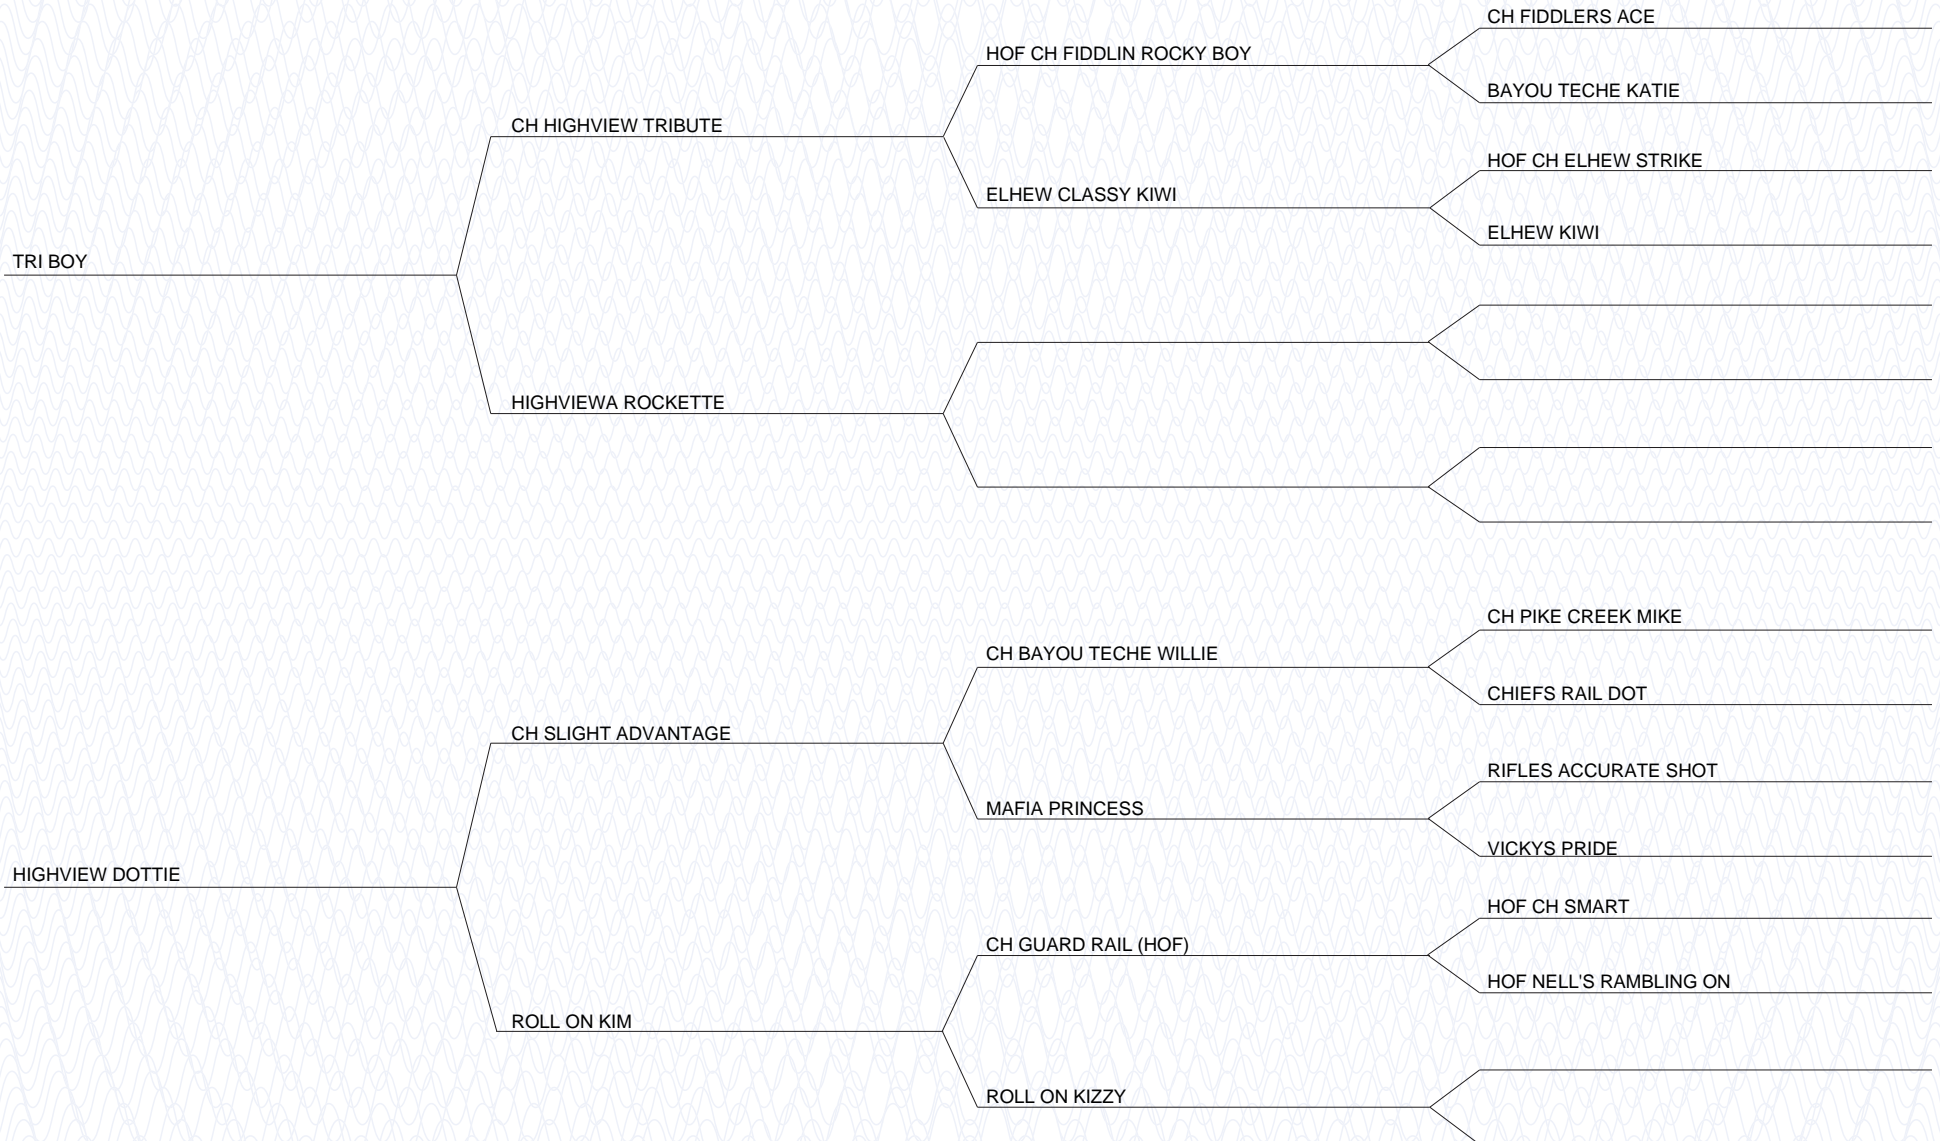 CH FIDDLERS ACE
HOF CH FIDDLIN ROCKY BOY
BAYOU TECHE KATIE
CH HIGHVIEW TRIBUTE
HOF CH ELHEW STRIKE
ELHEW CLASSY KIWI
ELHEW KIWI
TRI BOY
HIGHVIEWA ROCKETTE
CH PIKE CREEK MIKE
CH BAYOU TECHE WILLIE
CHIEFS RAIL DOT
CH SLIGHT ADVANTAGE
RIFLES ACCURATE SHOT
MAFIA PRINCESS
VICKYS PRIDE
HIGHVIEW DOTTIE
HOF CH SMART
CH GUARD RAIL (HOF)
HOF NELL'S RAMBLING ON
ROLL ON KIM
ROLL ON KIZZY